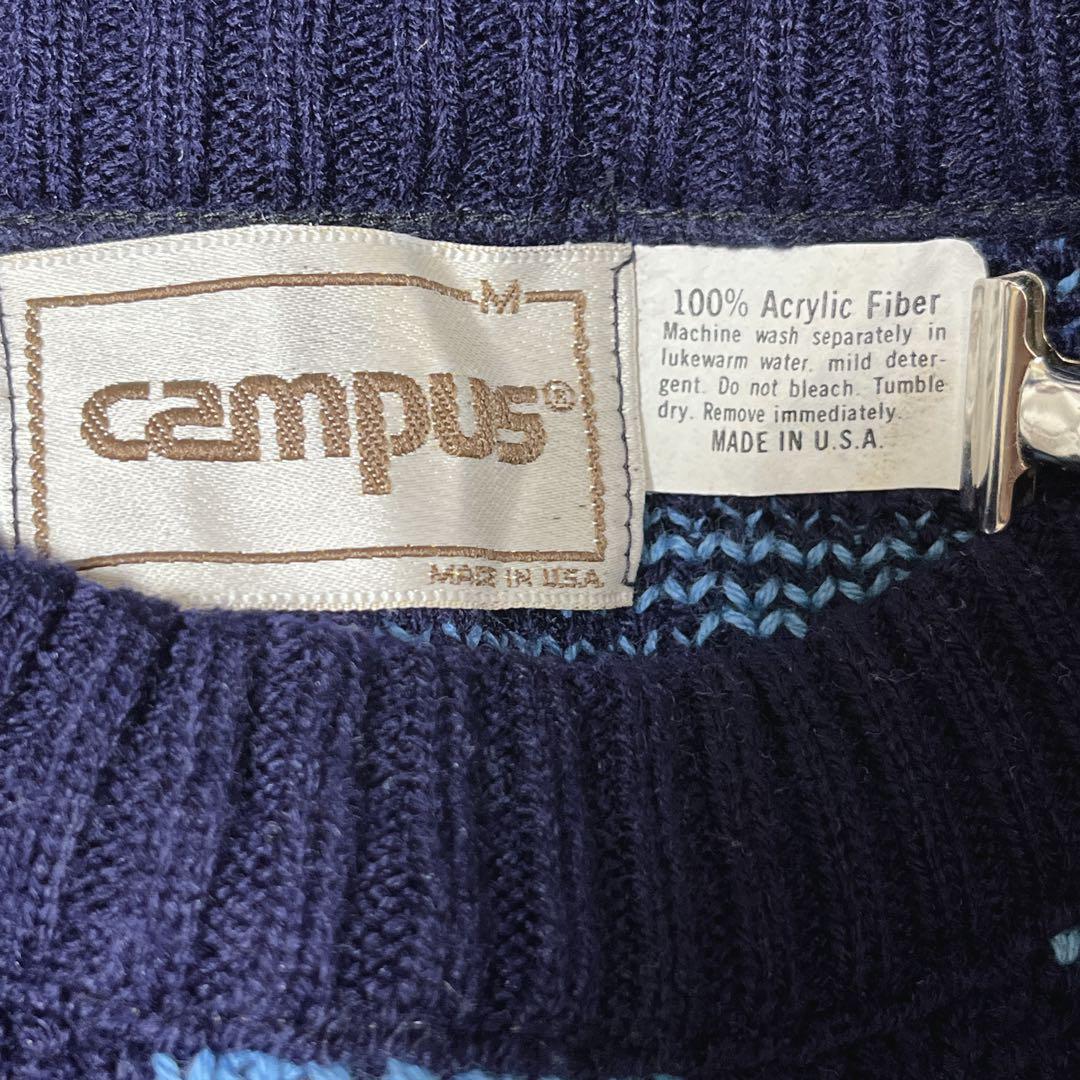 M
campus®
MADE IN U.S.A.
100% Acrylic Fiber
Machine wash separately in
lukewarm water, mild deter-
gent. Do not bleach. Tumble
dry. Remove immediately.
MADE IN U.S.A.